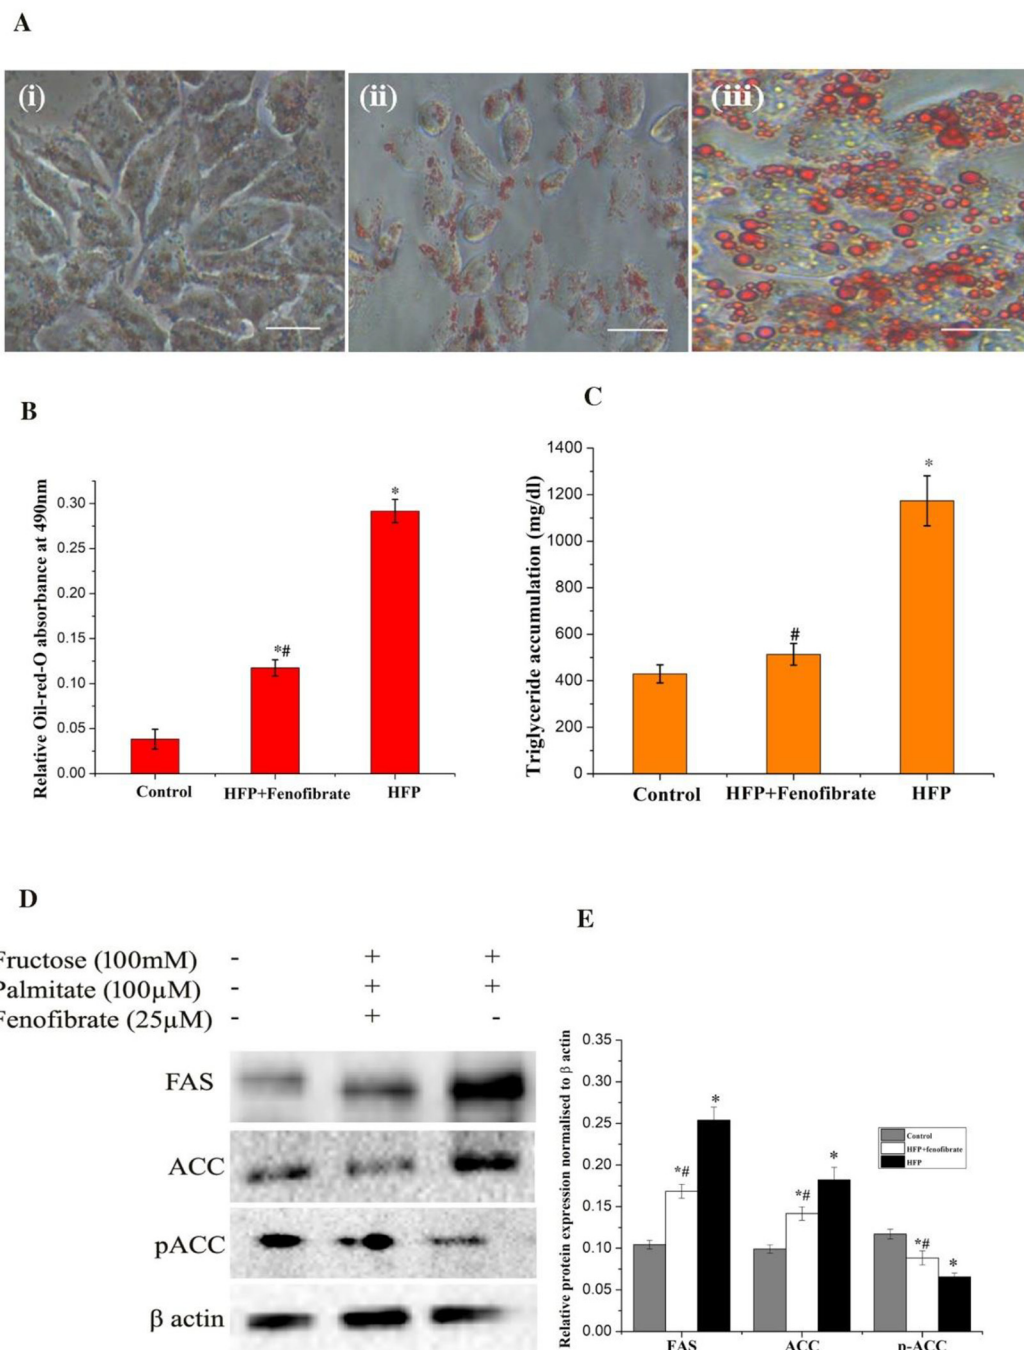 A
(i)
(ii)
(iii)
B
Relative Oil-red-O absorbance at 490nm
0.30
0.25
0.20
0.15
0.10
0.05
0.00
*
*#
Control
HFP+Fenofibrate
HFP
C
Triglyceride accumulation (mg/dl)
1400
1200
1000
800
600
400
200
0
*
#
Control
HFP+Fenofibrate
HFP
D
Fructose (100mM) - + +
Palmitate (100µM) - + +
Fenofibrate (25µM) - + -
FAS
ACC
pACC
β actin
E
Relative protein expression normalised to β actin
0.35
0.30
0.25
0.20
0.15
0.10
0.05
0.00
*
*#
*
*#
*#
*
Control
HFP+fenofibrate
HFP
FAS
ACC
p-ACC